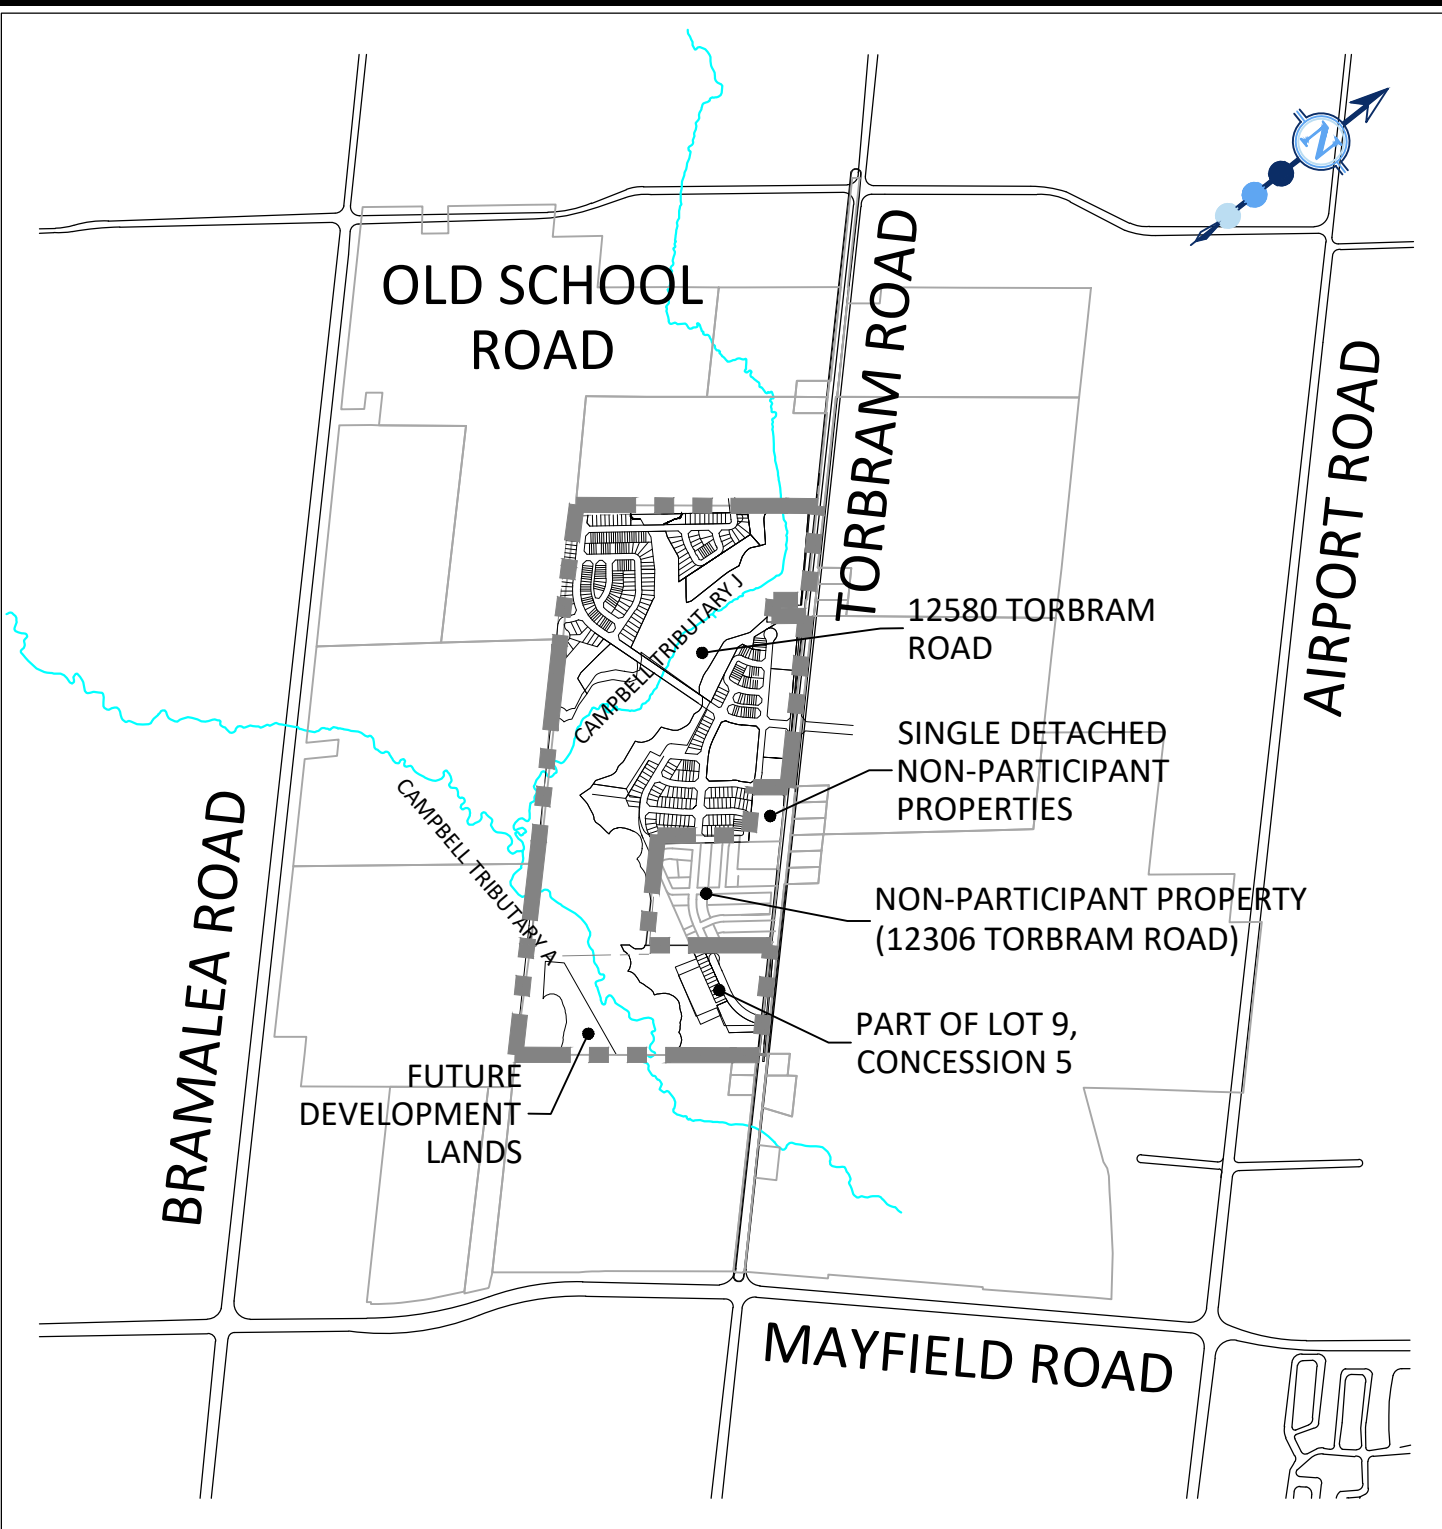 N
OLD SCHOOL
ROAD
TORBRAM ROAD
AIRPORT ROAD
12580 TORBRAM
ROAD
CAMPBELL TRIBUTARY J
SINGLE DETACHED
NON-PARTICIPANT
PROPERTIES
CAMPBELL TRIBUTARY A
BRAMALEA ROAD
NON-PARTICIPANT PROPERTY
(12306 TORBRAM ROAD)
PART OF LOT 9,
CONCESSION 5
FUTURE
DEVELOPMENT
LANDS
MAYFIELD ROAD